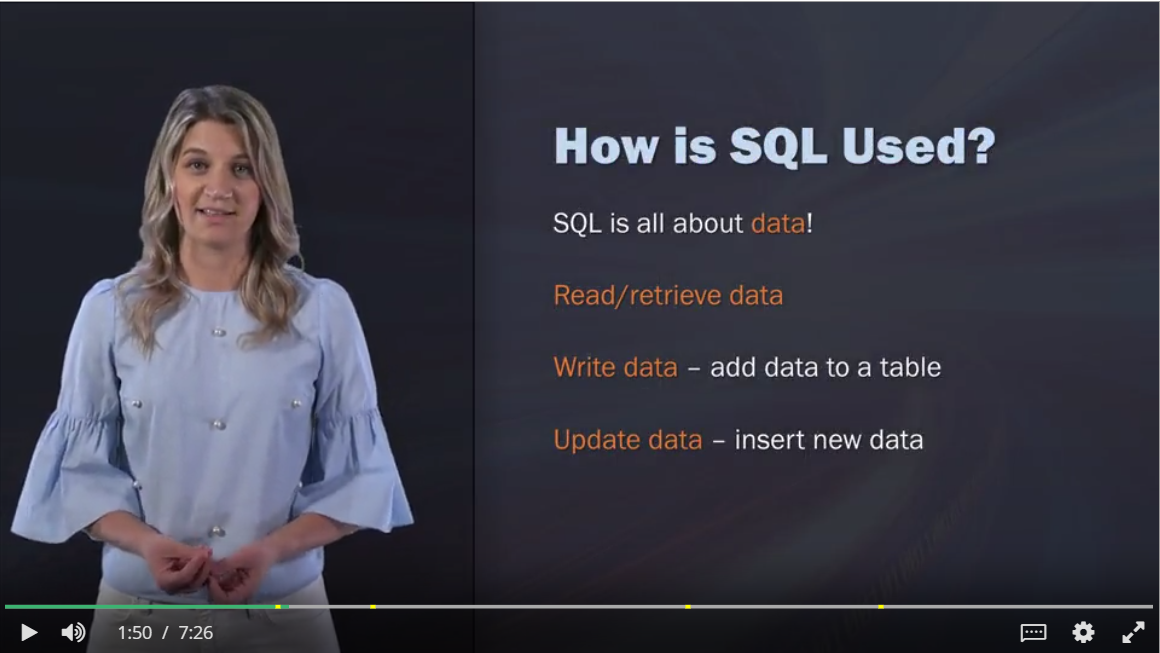 How is SQL Used?
SQL is all about data!
Read/retrieve data
Write data – add data to a table
Update data – insert new data
1:50 / 7:26